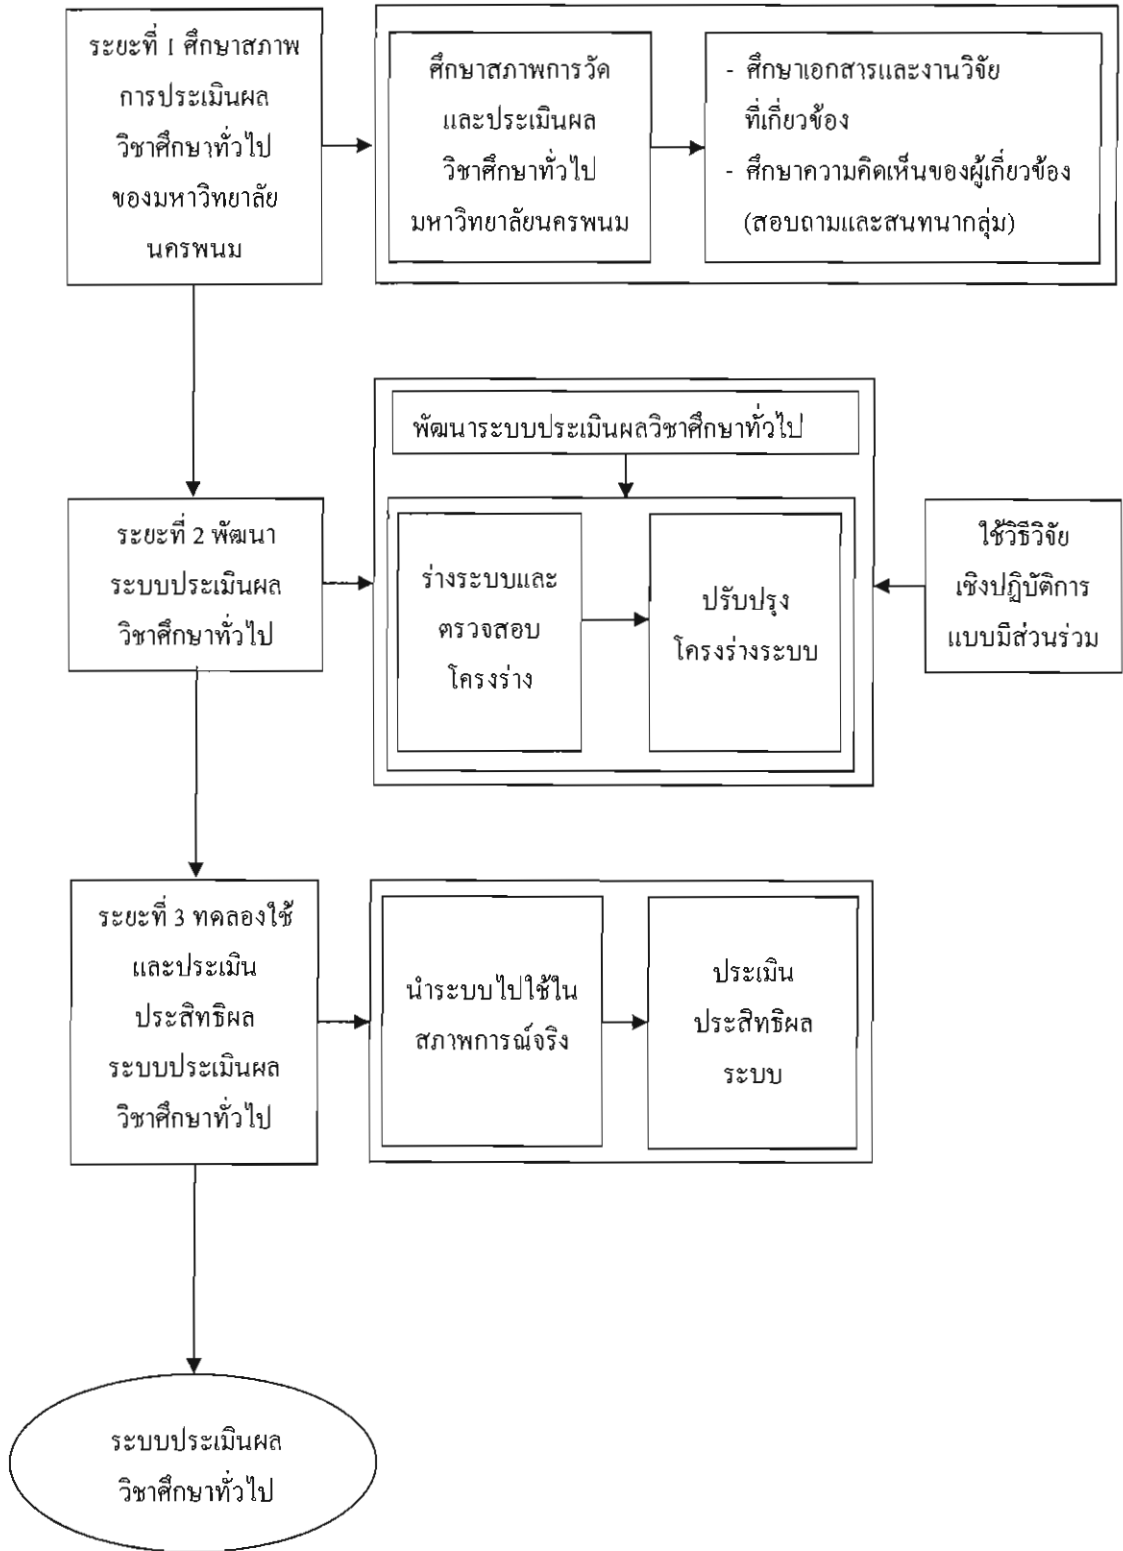 ระยะที่ 1 ศึกษาสภาพ
การประเมินผล
วิชาศึกษาทั่วไป
ของมหาวิทยาลัย
นครพนม
ศึกษาสภาพการวัด
และประเมินผล
วิชาศึกษาทั่วไป
มหาวิทยาลัยนครพนม
- ศึกษาเอกสารและงานวิจัย
ที่เกี่ยวข้อง
- ศึกษาความคิดเห็นของผู้เกี่ยวข้อง
(สอบถามและสนทนากลุ่ม)
พัฒนาระบบประเมินผลวิชาศึกษาทั่วไป
ระยะที่ 2 พัฒนา
ระบบประเมินผล
วิชาศึกษาทั่วไป
ร่างระบบและ
ตรวจสอบ
โครงร่าง
ปรับปรุง
โครงร่างระบบ
ใช้วิธีวิจัย
เชิงปฏิบัติการ
แบบมีส่วนร่วม
ระยะที่ 3 ทดลองใช้
และประเมิน
ประสิทธิผล
ระบบประเมินผล
วิชาศึกษาทั่วไป
นำระบบไปใช้ใน
สภาพการณ์จริง
ประเมิน
ประสิทธิผล
ระบบ
ระบบประเมินผล
วิชาศึกษาทั่วไป